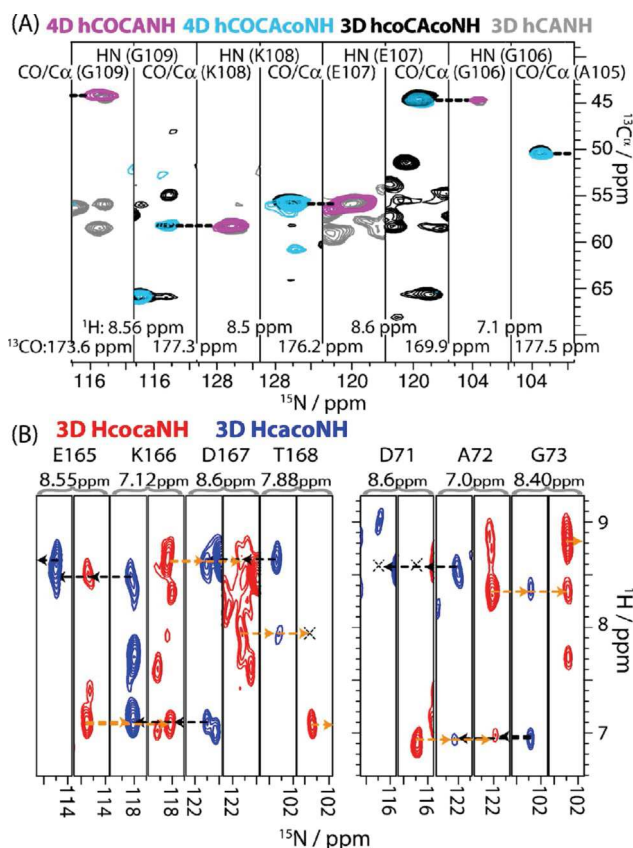 (A) 4D hCOCANH 4D hCOCAcoNH 3D hcoCAcoNH 3D hCANH
HN (G109) HN (K108) HN (E107) HN (G106)
CO/Cα (G109) CO/Cα (K108) CO/Cα (E107) CO/Cα (G106) CO/Cα (A105)
45
50
55
60
65
¹³Cα / ppm
¹H: 8.56 ppm 8.5 ppm 8.6 ppm 7.1 ppm
¹³CO:173.6 ppm 177.3 ppm 176.2 ppm 169.9 ppm 177.5 ppm
116 116 128 128 120 120 104 104
¹⁵N / ppm
(B) 3D HcocaNH 3D HcacoNH
E165 K166 D167 T168 D71 A72 G73
8.55ppm 7.12ppm 8.6ppm 7.88ppm 8.6ppm 7.0ppm 8.40ppm
9
8
7
¹H / ppm
114 114 118 118 122 122 102 102 116 116 122 122 102 102
¹⁵N / ppm